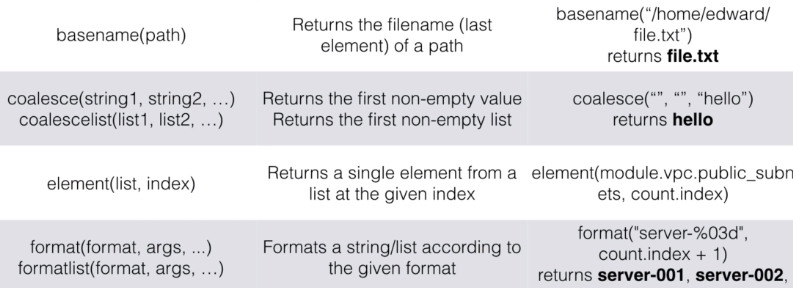 basename(path)
Returns the filename (last
element) of a path
basename(“/home/edward/
file.txt”)
returns file.txt
coalesce(string1, string2, …)
coalescelist(list1, list2, …)
Returns the first non-empty value
Returns the first non-empty list
coalesce(“”, “”, “hello”)
returns hello
element(list, index)
Returns a single element from a
list at the given index
element(module.vpc.public_subn
ets, count.index)
format(format, args, ...)
formatlist(format, args, …)
Formats a string/list according to
the given format
format("server-%03d",
count.index + 1)
returns server-001, server-002,